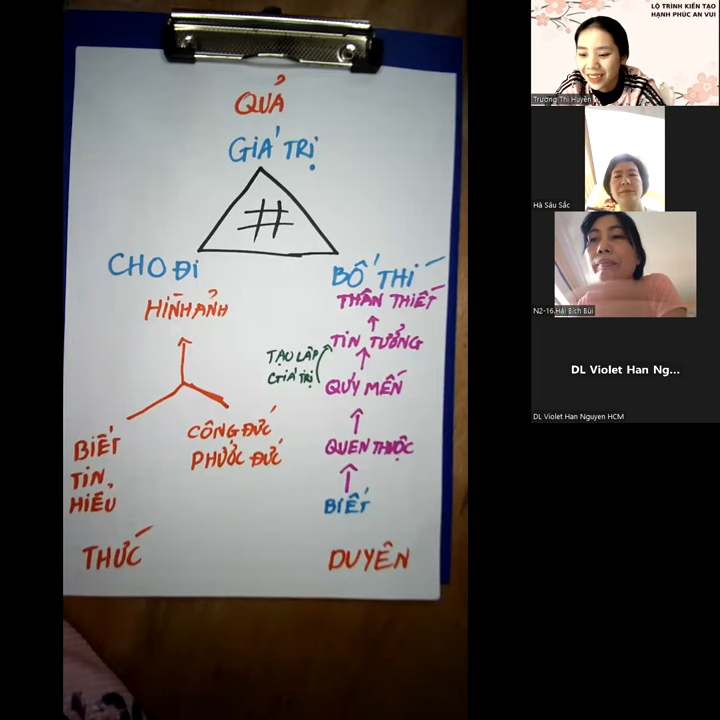 QUẢ
GIÁ TRỊ
#
CHO ĐI
BỐ THÍ
HÌNH ẢNH
THÂN THIẾT
TIN TƯỞNG
TẠO LẬP
GIÁ TRỊ
QUÝ MẾN
CÔNG ĐỨC
PHƯỚC ĐỨC
QUEN THUỘC
BIẾT
TIN
HIỂU
BIẾT
THỨC
DUYÊN
LỘ TRÌNH KIẾN TẠO
HẠNH PHÚC AN VUI
Trương Thị Huyền
Hà Sâu Sắc
N2-16.Hải Bích Bùi
DL Violet Han Ng...
DL Violet Han Nguyen HCM